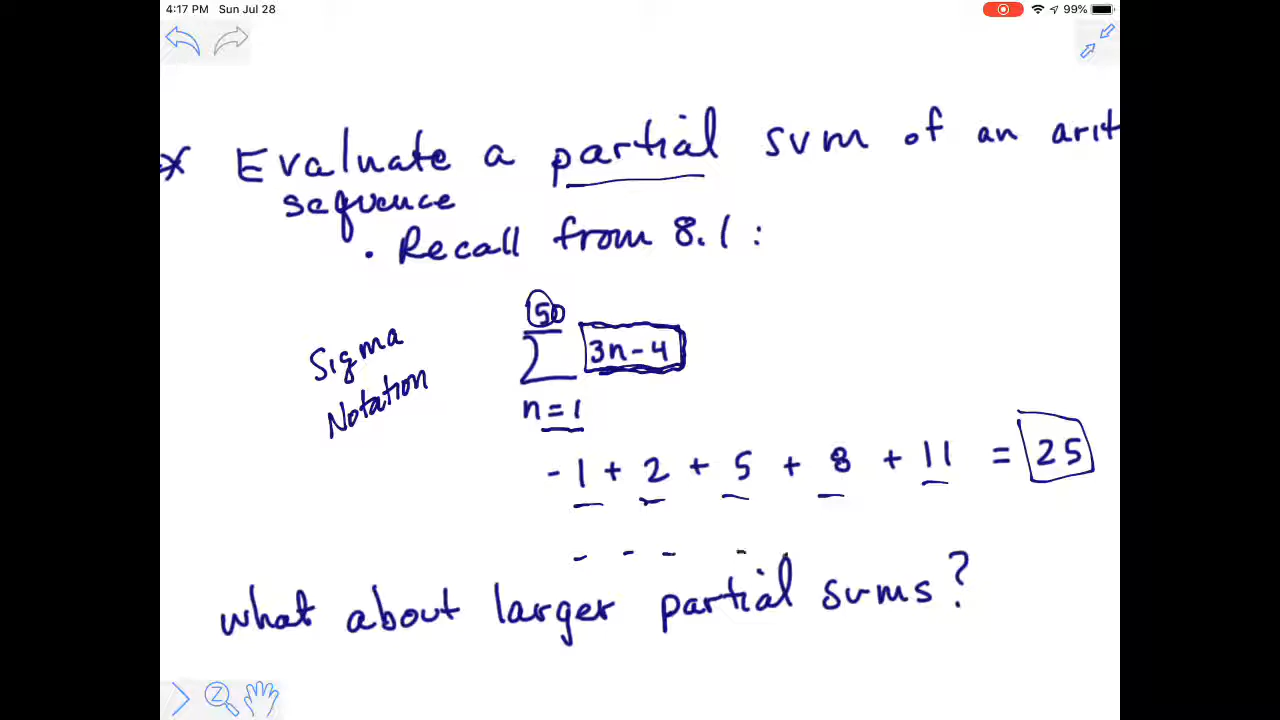 4:17 PM Sun Jul 28
99%
* Evaluate a partial sum of an arit
sequence
• Recall from 8.1:
Sigma
Notation
50
∑ 3n-4
n=1
-1 + 2 + 5 + 8 + 11 = 25
what about larger partial sums?
Z